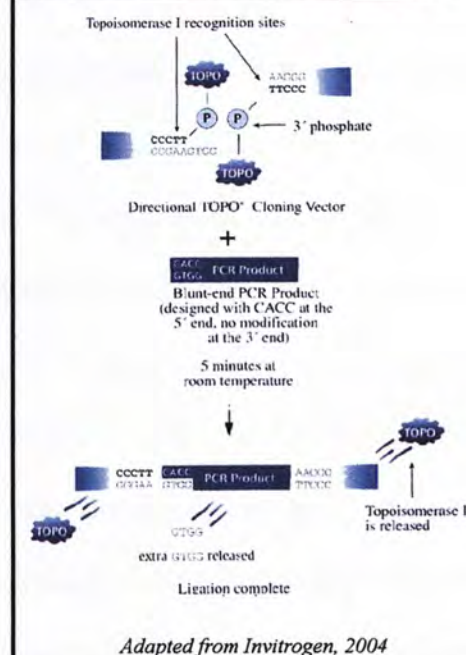 Topoisomerase I recognition sites
TOPO
AAGGG
TTCCC
P P
3´ phosphate
CCCTT
TOPO
Directional TOPO® Cloning Vector
+
CACC
GTGG
PCR Product
Blunt-end PCR Product
(designed with CACC at the
5´ end, no modification
at the 3´ end)
5 minutes at
room temperature
TOPO
CCCTT
CACC
PCR Product
TTCCC
TOPO
GTGG
extra GTGG released
Topoisomerase I
is released
Ligation complete
Adapted from Invitrogen, 2004